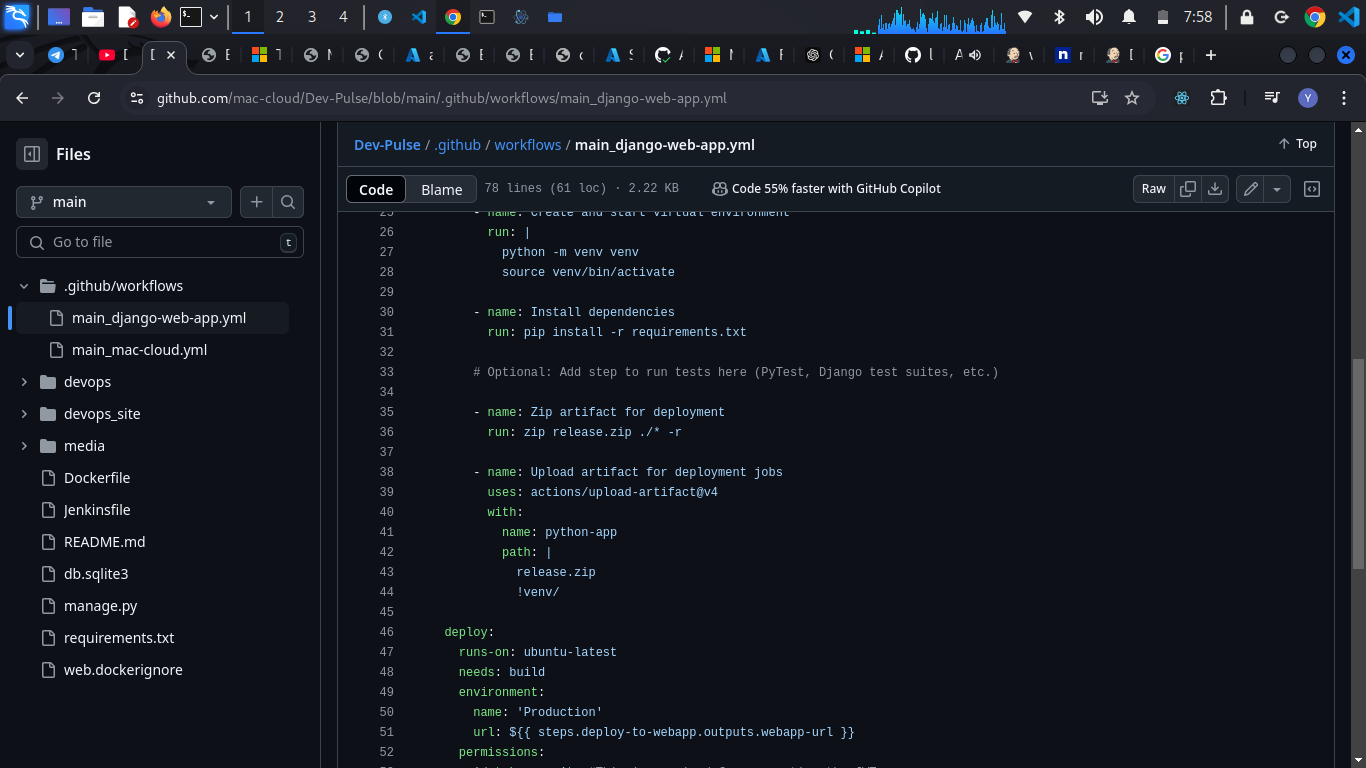 1 2 3 4 7:58
github.com/mac-cloud/Dev-Pulse/blob/main/.github/workflows/main_django-web-app.yml
Y
Files
main
Go to file
t
.github/workflows
main_django-web-app.yml
main_mac-cloud.yml
devops
devops_site
media
Dockerfile
Jenkinsfile
README.md
db.sqlite3
manage.py
requirements.txt
web.dockerignore
Dev-Pulse / .github / workflows / main_django-web-app.yml
Top
Code Blame 78 lines (61 loc) · 2.22 KB Code 55% faster with GitHub Copilot Raw
25 - name: Create and start virtual environment
26 run: |
27 python -m venv venv
28 source venv/bin/activate
29
30 - name: Install dependencies
31 run: pip install -r requirements.txt
32
33 # Optional: Add step to run tests here (PyTest, Django test suites, etc.)
34
35 - name: Zip artifact for deployment
36 run: zip release.zip ./* -r
37
38 - name: Upload artifact for deployment jobs
39 uses: actions/upload-artifact@v4
40 with:
41 name: python-app
42 path: |
43 release.zip
44 !venv/
45
46 deploy:
47 runs-on: ubuntu-latest
48 needs: build
49 environment:
50 name: 'Production'
51 url: ${{ steps.deploy-to-webapp.outputs.webapp-url }}
52 permissions: